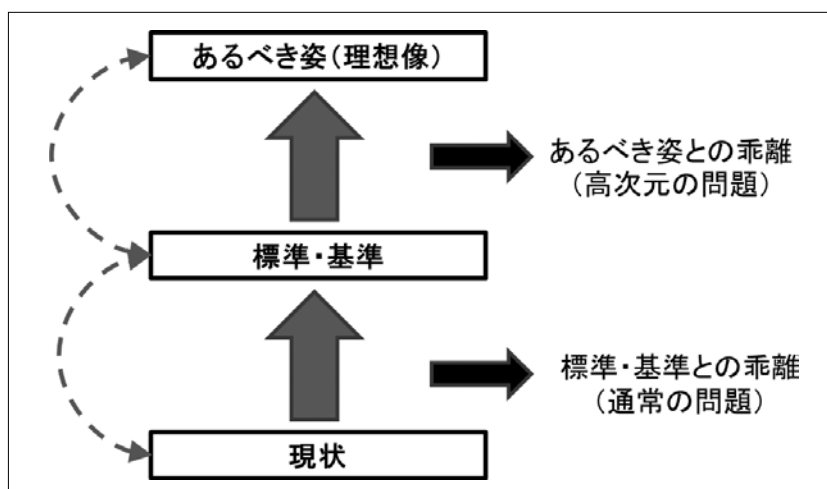 あるべき姿(理想像)
あるべき姿との乖離
(高次元の問題)
標準・基準
標準・基準との乖離
(通常の問題)
現状